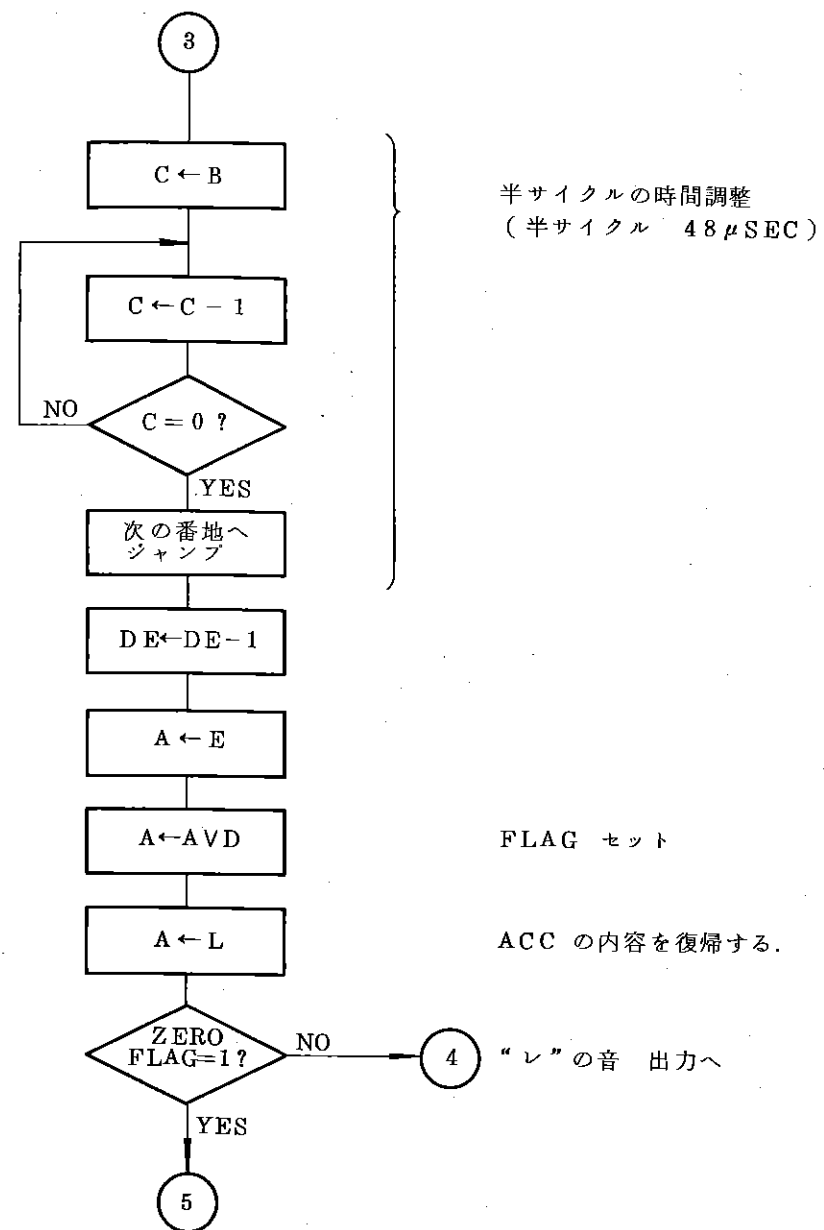 3
C←B
半サイクルの時間調整
(半サイクル 48μSEC)
C←C-1
NO
C=0?
YES
次の番地へ
ジャンプ
DE←DE-1
A←E
A←A∨D
FLAG セット
A←L
ACC の内容を復帰する.
ZERO
FLAG=1?
NO
4
“レ”の音 出力へ
YES
5